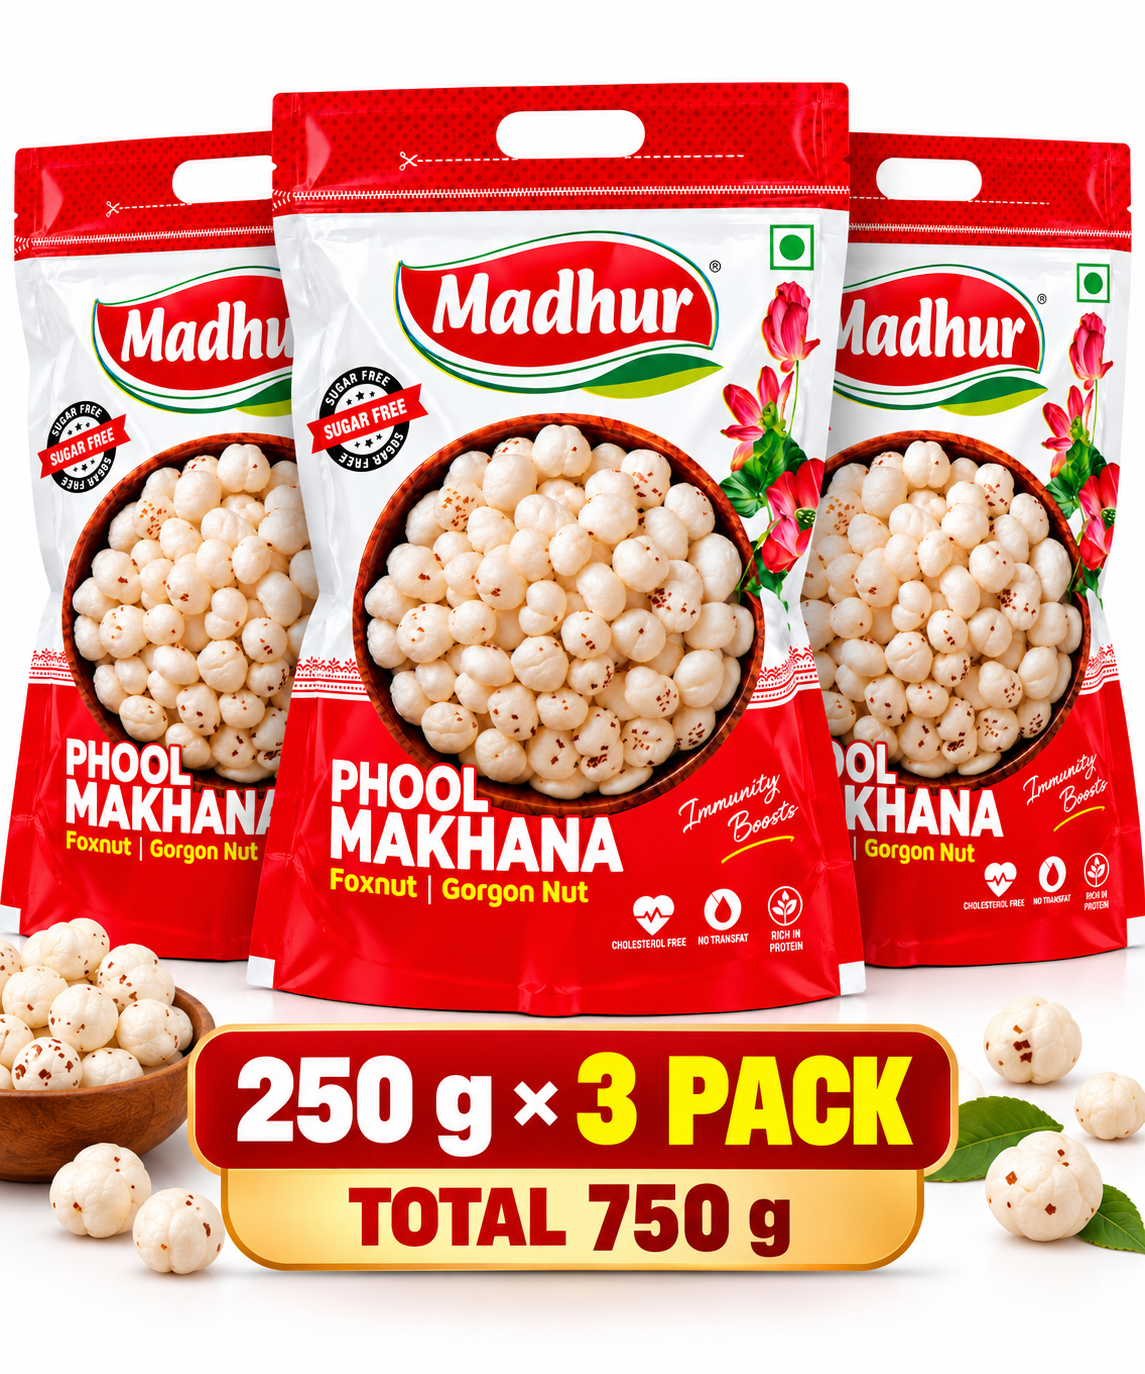 Madhu
SUGAR FREE
SUGAR FREE
SUGAR FREE
PHOOL
MAKHANA
Foxnut | Gorgon Nut
Madhur ®
SUGAR FREE
SUGAR FREE
SUGAR FREE
PHOOL
MAKHANA
Foxnut | Gorgon Nut
Immunity
Boosts
CHOLESTEROL FREE
NO TRANSFAT
RICH IN
PROTEIN
Madhur ®
OOL
KHANA
| Gorgon Nut
Immunity
Boosts
CHOLESTEROL FREE
NO TRANSFAT
RICH IN
PROTEIN
250 g × 3 PACK
TOTAL 750 g